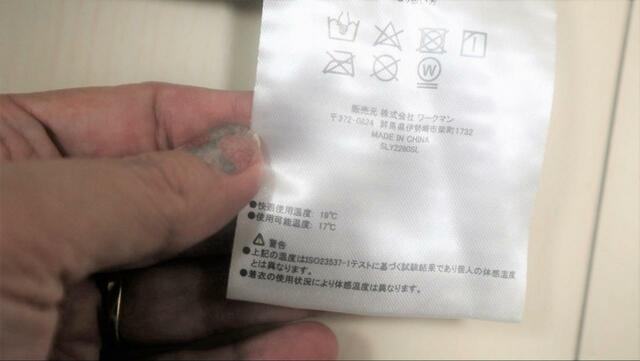 W
販売元 株式会社 ワークマン
〒372-0824 群馬県伊勢崎市柴町1732
MADE IN CHINA
SLY2280SL
●快適使用温度: 19℃
●使用可能温度: 17℃
警告
●上記の温度はISO23537-1テストに基づく試験結果であり個人の体感温度
とは異なります。
●着衣の使用状況により体感温度は異なります。